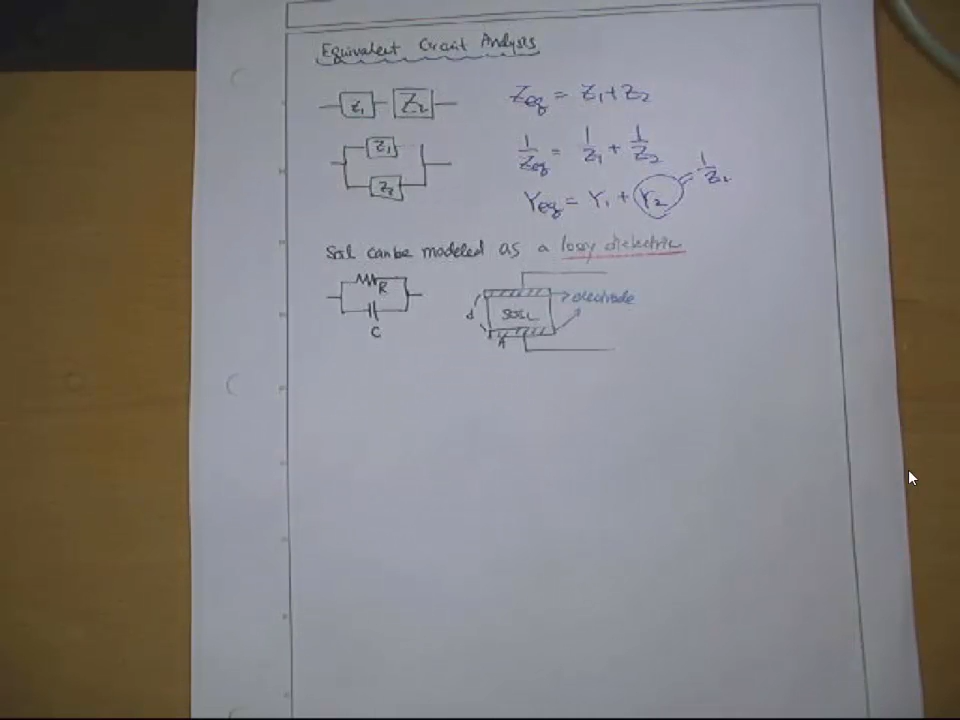 Equivalent Circuit Analysis
Z1 Z2 Zeq = Z1 + Z2
Z1
Z2
1/Zeq = 1/Z1 + 1/Z2
Yeq = Y1 + Y2 = 1/Z2
Soil can be modeled as a lossy dielectric
R
C
d SOIL electrode
A